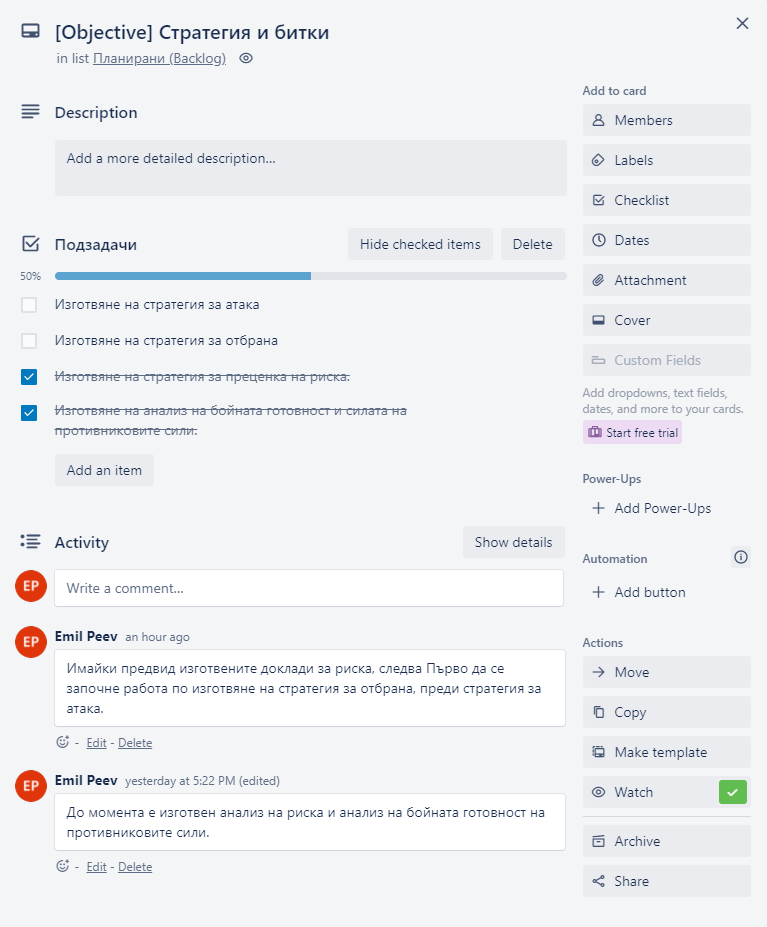 [Objective] Стратегия и битки
in list Планирани (Backlog)
Description
Add a more detailed description...
Подзадачи
Hide checked items
Delete
50%
Изготвяне на стратегия за атака
Изготвяне на стратегия за отбрана
Изготвяне на стратегия за преценка на риска.
Изготвяне на анализ на бойната готовност и силата на
противниковите сили.
Add an item
Activity
Show details
EP
Write a comment...
EP
Emil Peev an hour ago
Имайки предвид изготвените доклади за риска, следва Първо да се
започне работа по изготвяне на стратегия за отбрана, преди стратегия за
атака.
- Edit - Delete
EP
Emil Peev yesterday at 5:22 PM (edited)
До момента е изготвен анализ на риска и анализ на бойната готовност на
противниковите сили.
- Edit - Delete
Add to card
Members
Labels
Checklist
Dates
Attachment
Cover
Custom Fields
Add dropdowns, text fields,
dates, and more to your cards.
Start free trial
Power-Ups
+ Add Power-Ups
Automation
+ Add button
Actions
Move
Copy
Make template
Watch
Archive
Share